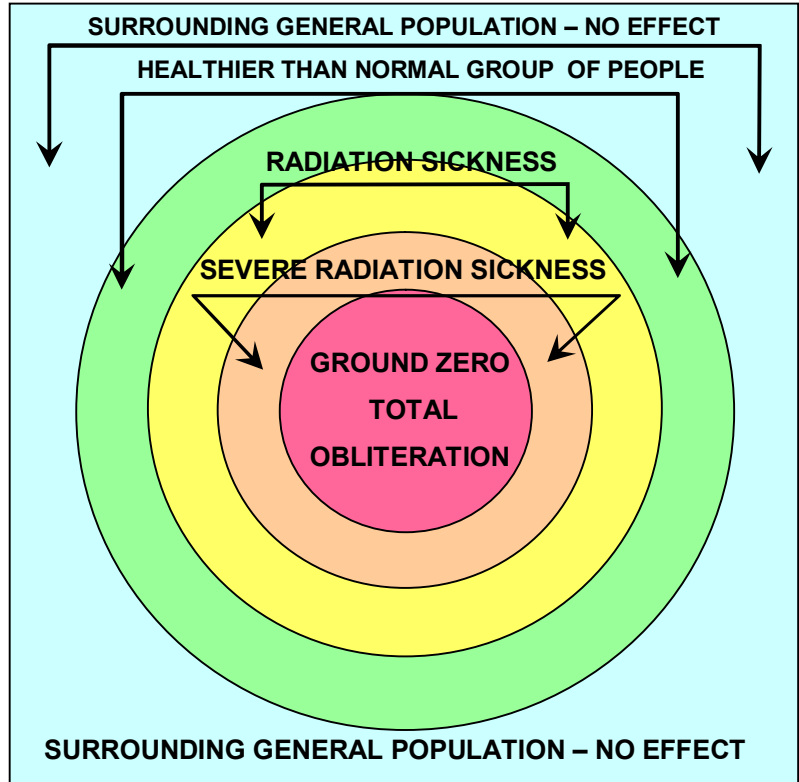 SURROUNDING GENERAL POPULATION – NO EFFECT
HEALTHIER THAN NORMAL GROUP OF PEOPLE
RADIATION SICKNESS
SEVERE RADIATION SICKNESS
GROUND ZERO
TOTAL
OBLITERATION
SURROUNDING GENERAL POPULATION – NO EFFECT